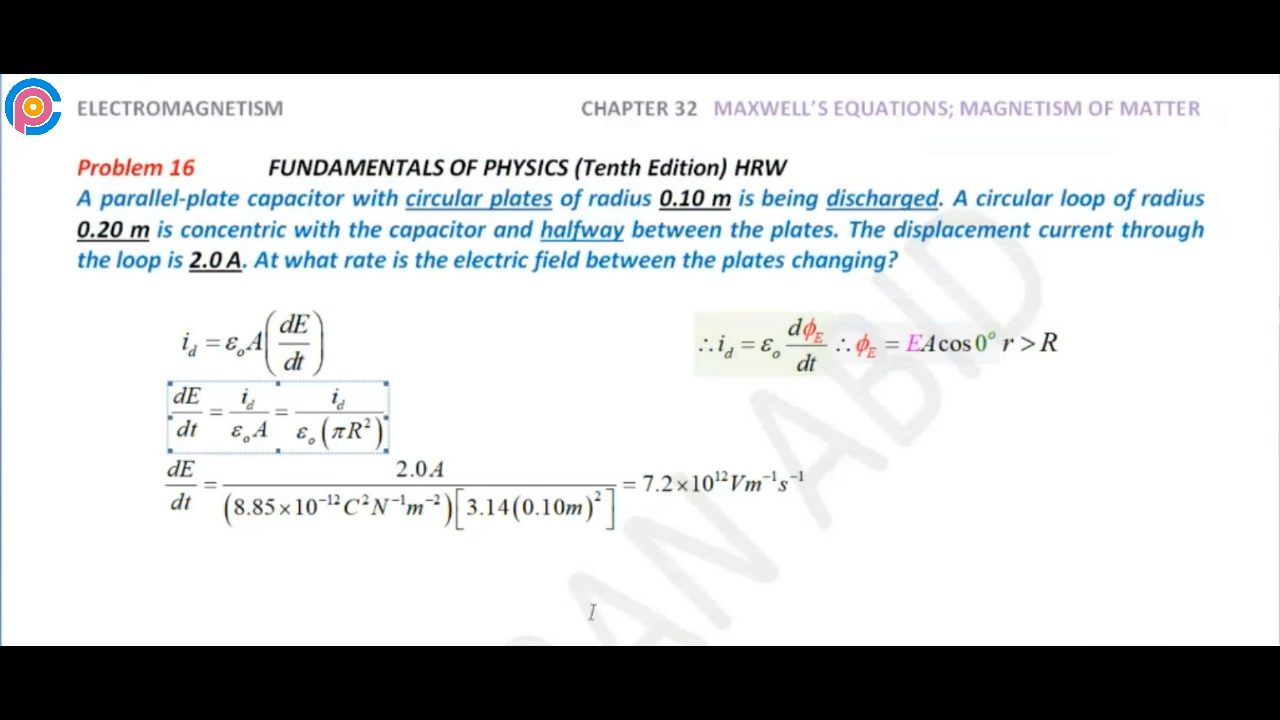 ELECTROMAGNETISM CHAPTER 32 MAXWELL'S EQUATIONS; MAGNETISM OF MATTER
Problem 16 FUNDAMENTALS OF PHYSICS (Tenth Edition) HRW
A parallel-plate capacitor with circular plates of radius 0.10 m is being discharged. A circular loop of radius
0.20 m is concentric with the capacitor and halfway between the plates. The displacement current through
the loop is 2.0 A. At what rate is the electric field between the plates changing?
i_d = ε_o A(dE/dt) ∴ i_d = ε_o dϕ_E/dt ∴ ϕ_E = EA cos 0° r > R
dE/dt = i_d/(ε_o A) = i_d/(ε_o (πR²))
dE/dt = 2.0 A/((8.85×10⁻¹² C²N⁻¹m⁻²)[3.14(0.10m)²]) = 7.2×10¹² Vm⁻¹s⁻¹
AN ABID